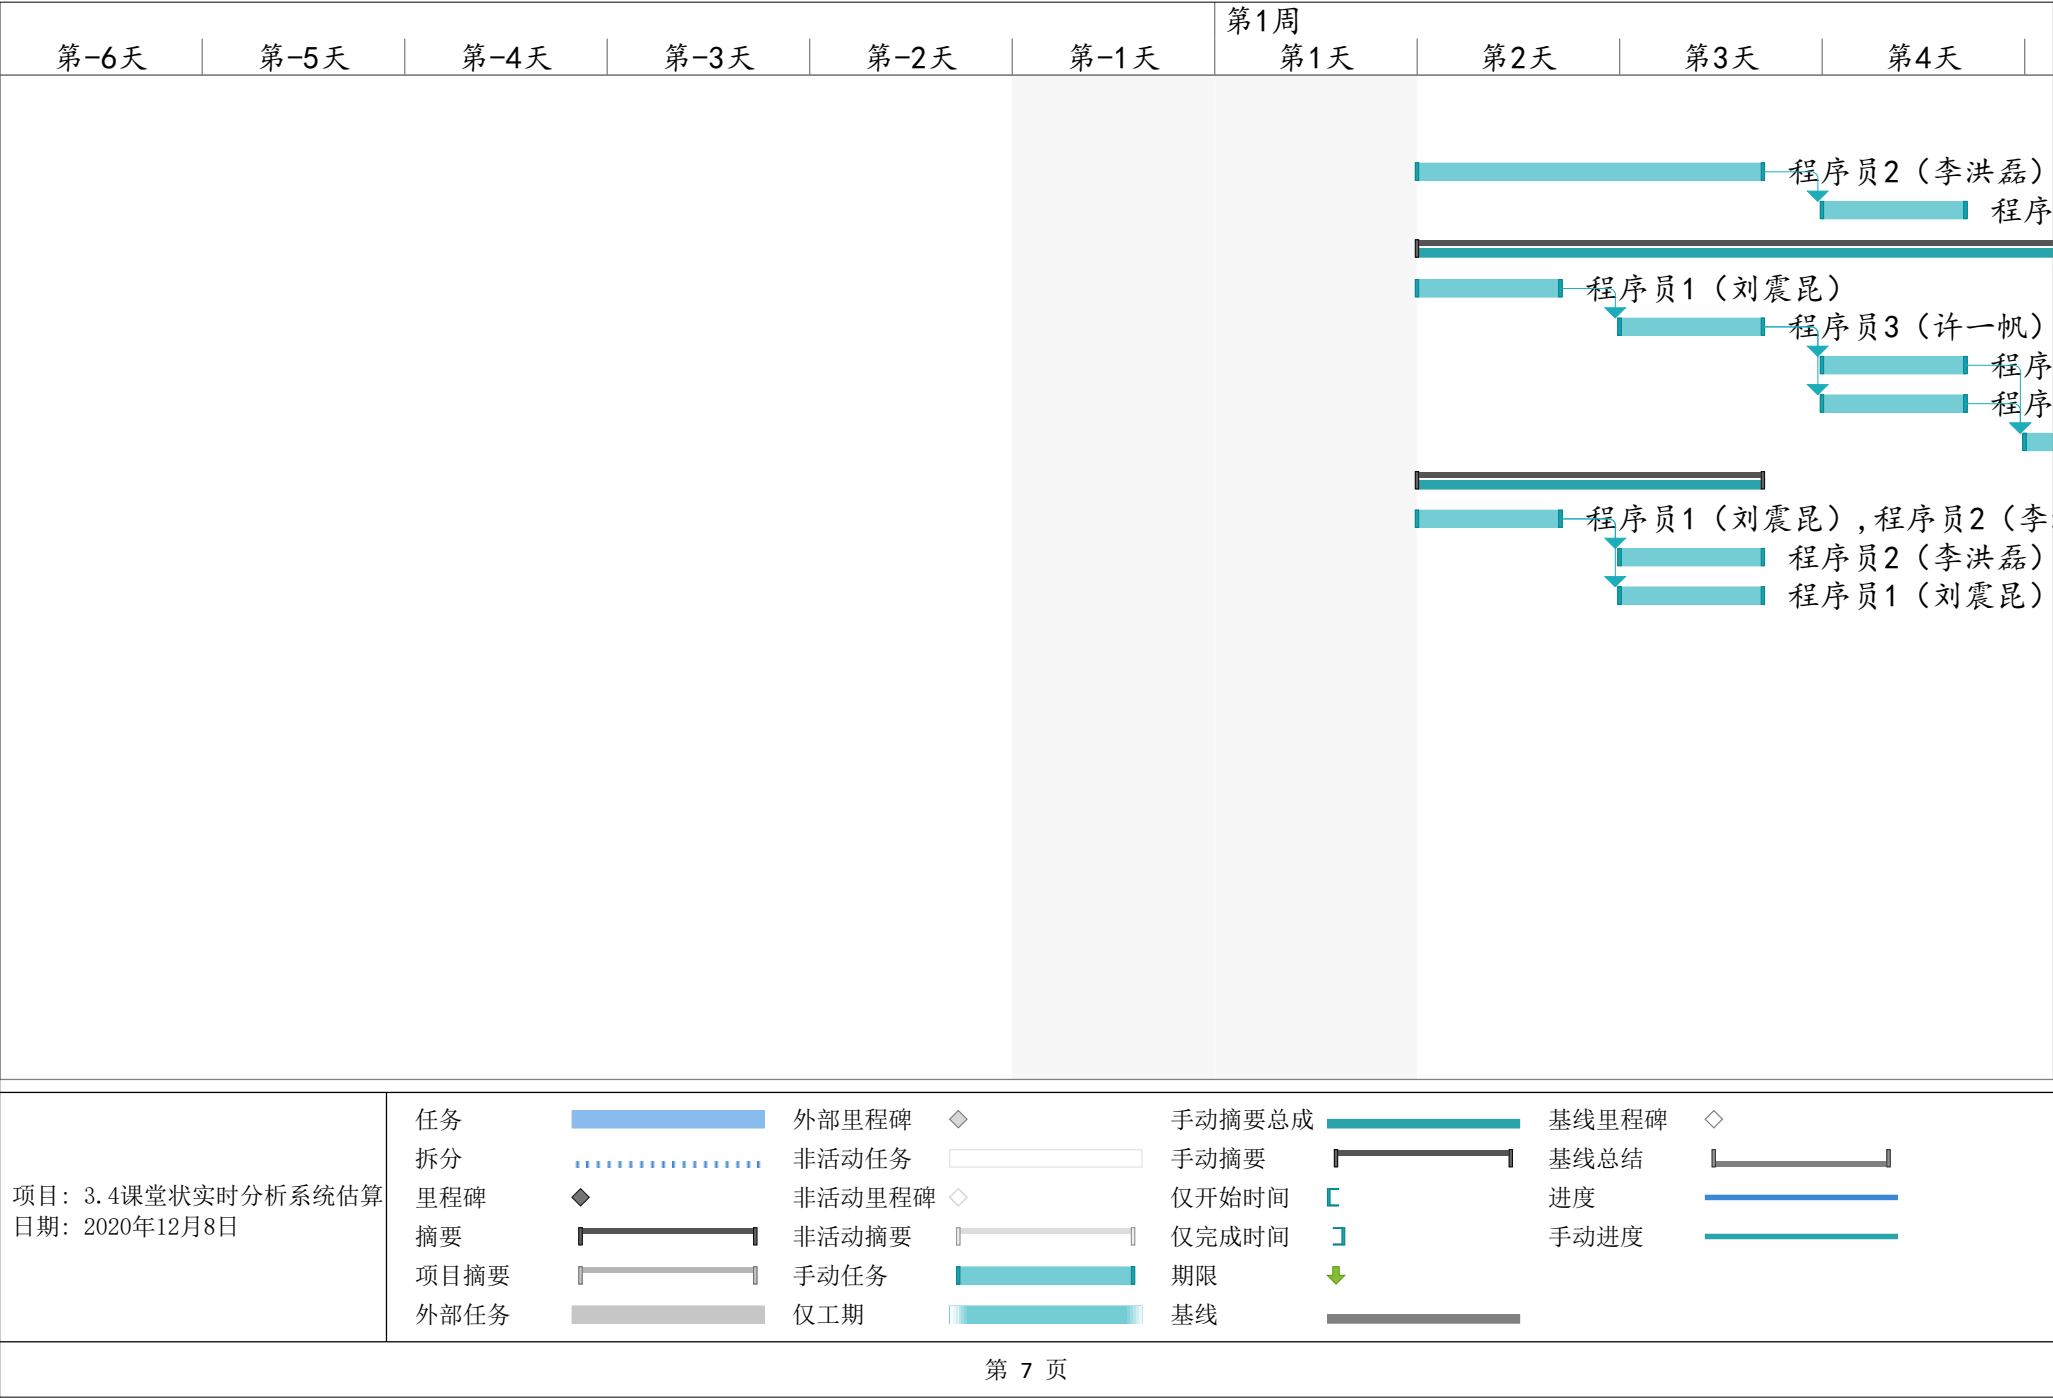 第1周
第-6天 第-5天 第-4天 第-3天 第-2天 第-1天 第1天 第2天 第3天 第4天
程序员2（李洪磊）
程序
程序员1（刘震昆）
程序员3（许一帆）
程序
程序
程序员1（刘震昆）,程序员2（李
程序员2（李洪磊）
程序员1（刘震昆）
项目: 3.4课堂状实时分析系统估算
日期: 2020年12月8日
任务 外部里程碑 手动摘要总成 基线里程碑
拆分 非活动任务 手动摘要 基线总结
里程碑 非活动里程碑 仅开始时间 进度
摘要 非活动摘要 仅完成时间 手动进度
项目摘要 手动任务 期限
外部任务 仅工期 基线
第 7 页